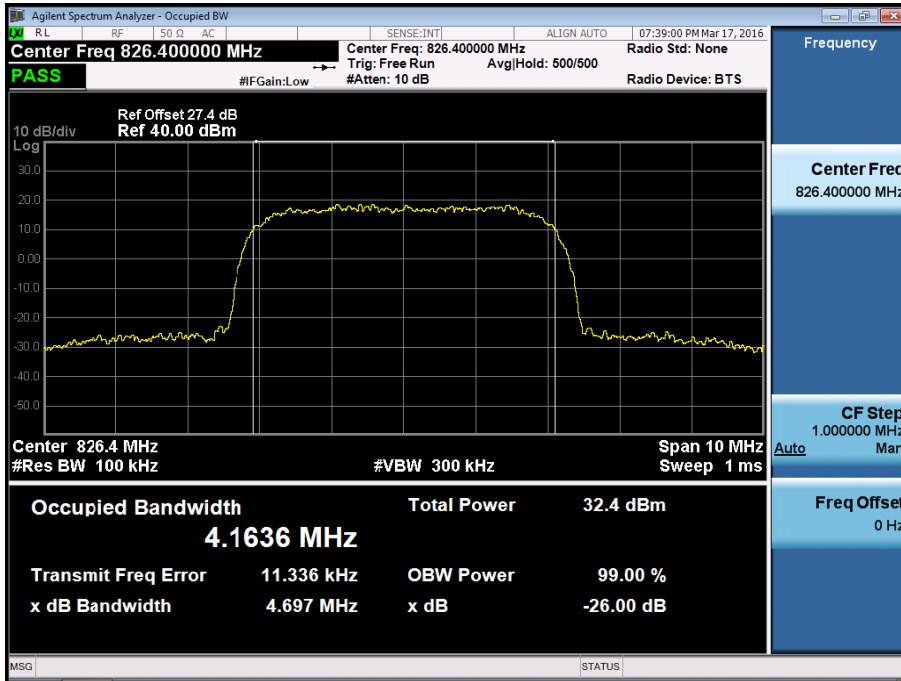 Agilent Spectrum Analyzer - Occupied BW
LXI RL RF 50 Ω AC SENSE:INT ALIGN AUTO 07:39:00 PM Mar 17, 2016
Center Freq 826.400000 MHz
Center Freq: 826.400000 MHz Radio Std: None
Trig: Free Run Avg|Hold: 500/500
PASS
#IFGain:Low #Atten: 10 dB Radio Device: BTS
Ref Offset 27.4 dB
10 dB/div Ref 40.00 dBm
Log
30.0
20.0
10.0
0.00
-10.0
-20.0
-30.0
-40.0
-50.0
Center 826.4 MHz Span 10 MHz
#Res BW 100 kHz #VBW 300 kHz Sweep 1 ms
Occupied Bandwidth Total Power 32.4 dBm
4.1636 MHz
Transmit Freq Error 11.336 kHz OBW Power 99.00 %
x dB Bandwidth 4.697 MHz x dB -26.00 dB
MSG STATUS
Frequency
Center Freq
826.400000 MHz
CF Step
1.000000 MHz
Auto Man
Freq Offset
0 Hz